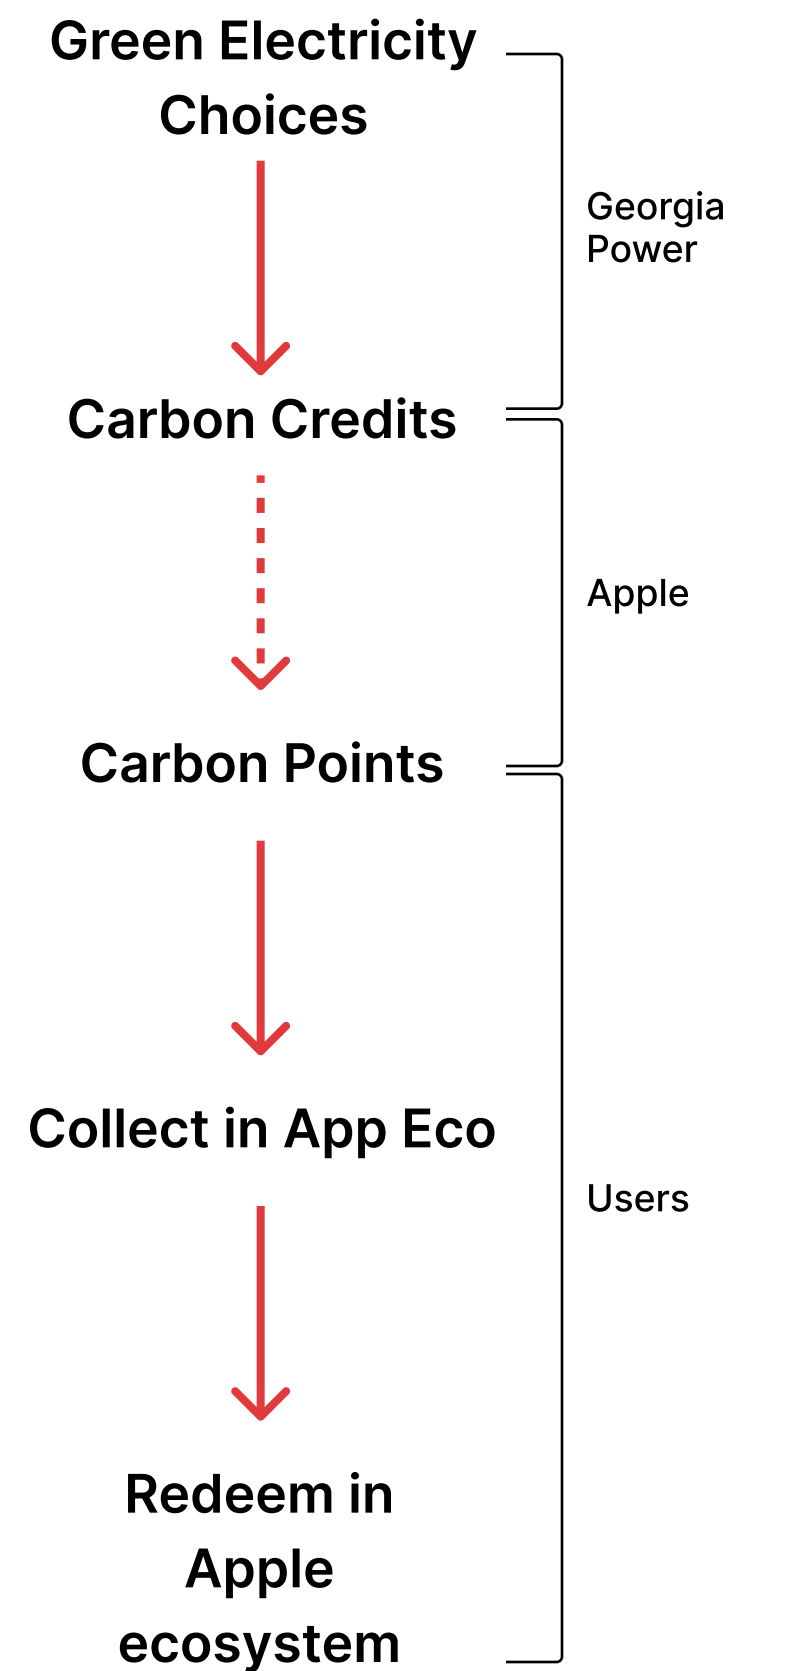 Green Electricity
Choices
Georgia
Power
Carbon Credits
Apple
Carbon Points
Collect in App Eco
Users
Redeem in
Apple
ecosystem